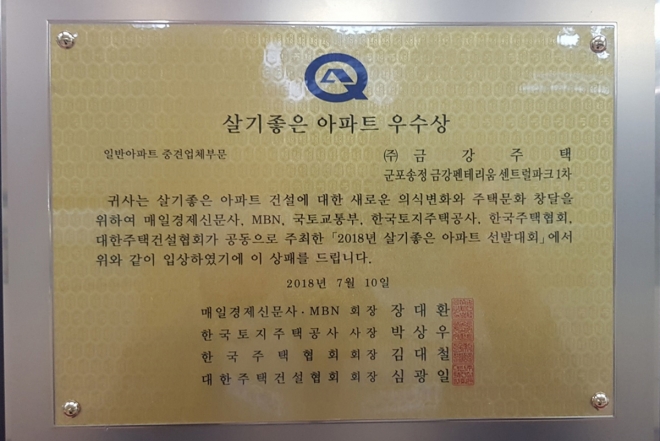 살기좋은 아파트 우수상
일반아파트 중견업체부문
㈜ 금강주택
군포송정 금강펜테리움 센트럴파크1차
귀사는 살기좋은 아파트 건설에 대한 새로운 의식변화와 주택문화 창달을
위하여 매일경제신문사, MBN, 국토교통부, 한국토지주택공사, 한국주택협회,
대한주택건설협회가 공동으로 주최한 「2018년 살기좋은 아파트 선발대회」에서
위와 같이 입상하였기에 이 상패를 드립니다.
2018년 7월 10일
매일경제신문사·MBN 회장 장대환
한국토지주택공사 사장 박상우
한국주택협회 회장 김대철
대한주택건설협회 회장 심광일